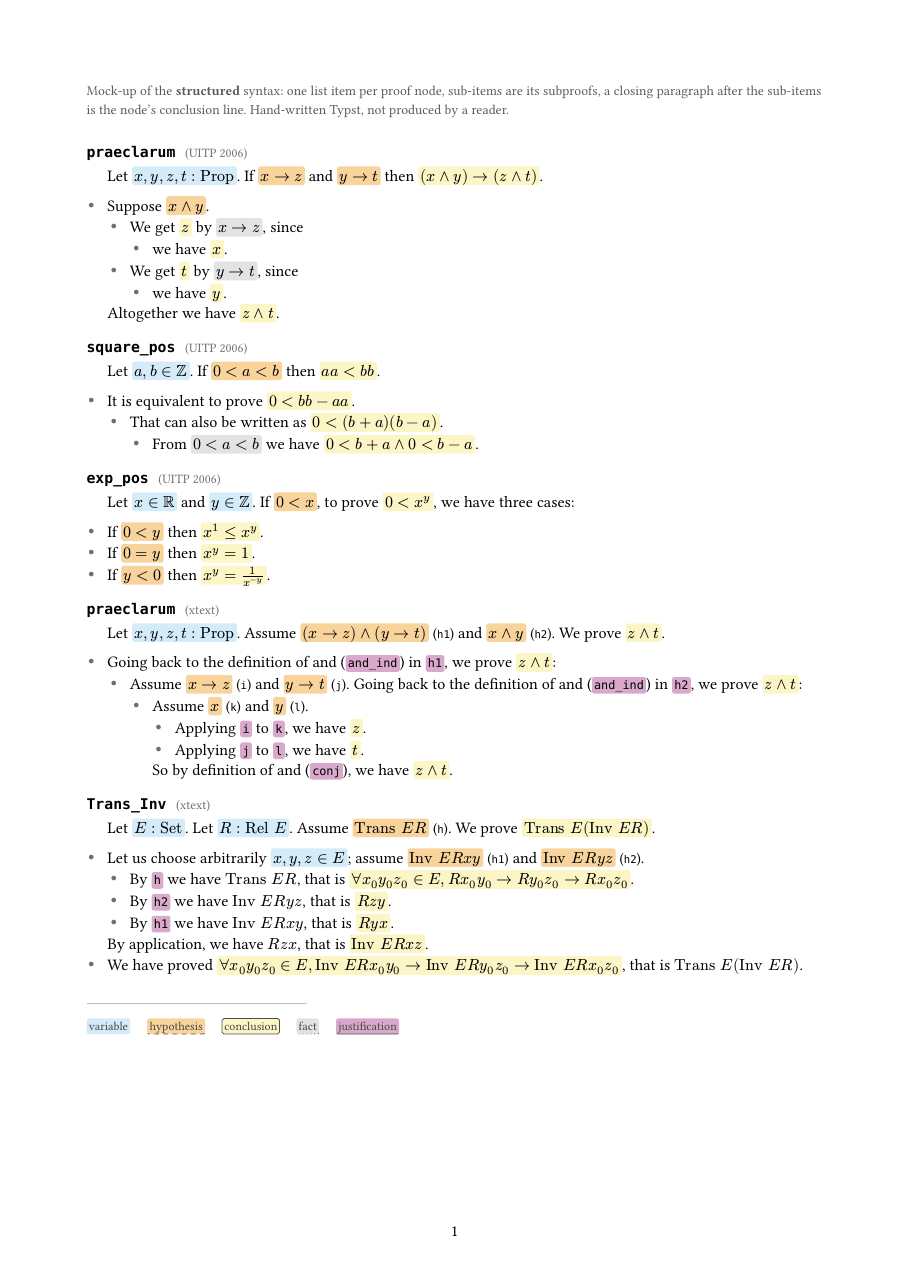 Mock-up of the structured syntax: one list item per proof node, sub-items are its subproofs, a closing paragraph after the sub-items
is the node's conclusion line. Hand-written Typst, not produced by a reader.
praeclarum (UITP 2006)
Let x, y, z, t : Prop. If x → z and y → t then (x ∧ y) → (z ∧ t).
• Suppose x ∧ y.
• We get z by x → z, since
• we have x.
• We get t by y → t, since
• we have y.
Altogether we have z ∧ t.
square_pos (UITP 2006)
Let a, b ∈ ℤ. If 0 < a < b then aa < bb.
• It is equivalent to prove 0 < bb − aa.
• That can also be written as 0 < (b + a)(b − a).
• From 0 < a < b we have 0 < b + a ∧ 0 < b − a.
exp_pos (UITP 2006)
Let x ∈ ℝ and y ∈ ℤ. If 0 < x, to prove 0 < x^y, we have three cases:
• If 0 < y then x^1 ≤ x^y.
• If 0 = y then x^y = 1.
• If y < 0 then x^y = 1/x^−y.
praeclarum (xtext)
Let x, y, z, t : Prop. Assume (x → z) ∧ (y → t) (h1) and x ∧ y (h2). We prove z ∧ t.
• Going back to the definition of and (and_ind) in h1, we prove z ∧ t:
• Assume x → z (i) and y → t (j). Going back to the definition of and (and_ind) in h2, we prove z ∧ t:
• Assume x (k) and y (l).
• Applying i to k, we have z.
• Applying j to l, we have t.
So by definition of and (conj), we have z ∧ t.
Trans_Inv (xtext)
Let E : Set. Let R : Rel E. Assume Trans ER (h). We prove Trans E(Inv ER).
• Let us choose arbitrarily x, y, z ∈ E; assume Inv ERxy (h1) and Inv ERyz (h2).
• By h we have Trans ER, that is ∀x₀y₀z₀ ∈ E, Rx₀y₀ → Ry₀z₀ → Rx₀z₀.
• By h2 we have Inv ERyz, that is Rzy.
• By h1 we have Inv ERxy, that is Ryx.
By application, we have Rzx, that is Inv ERxz.
• We have proved ∀x₀y₀z₀ ∈ E, Inv ERx₀y₀ → Inv ERy₀z₀ → Inv ERx₀z₀, that is Trans E(Inv ER).
variable hypothesis conclusion fact justification
1